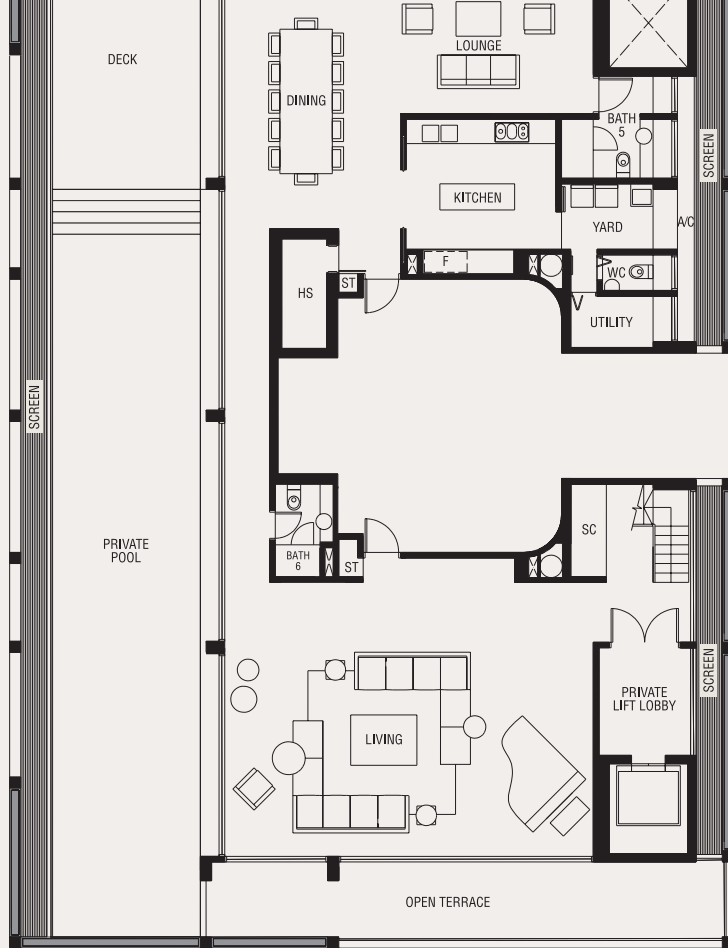 DECK
LOUNGE
DINING
BATH
5
SCREEN
KITCHEN
YARD
A/C
F
WC
HS
ST
UTILITY
SCREEN
SC
PRIVATE
POOL
BATH
6
ST
SCREEN
PRIVATE
LIFT LOBBY
LIVING
OPEN TERRACE